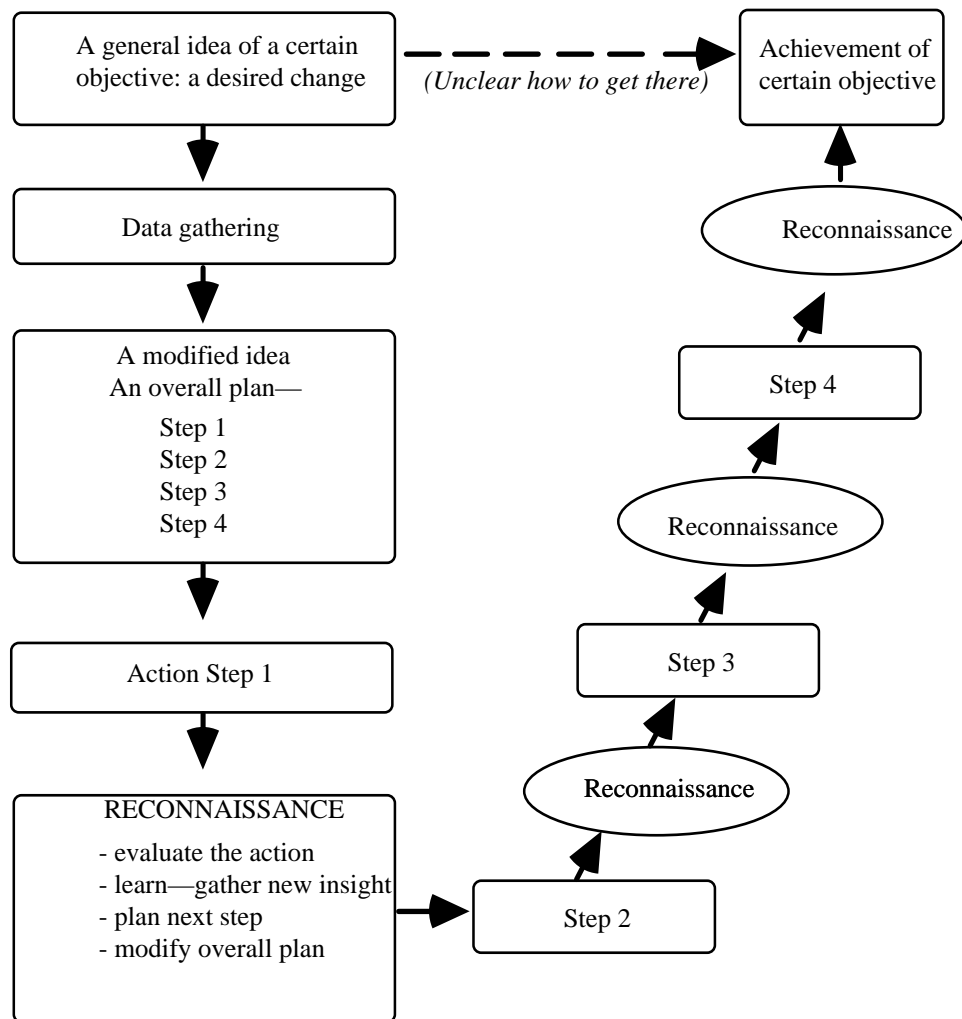 A general idea of a certain
objective: a desired change
(Unclear how to get there)
Achievement of
certain objective
Data gathering
A modified idea
An overall plan—
Step 1
Step 2
Step 3
Step 4
Action Step 1
RECONNAISSANCE
- evaluate the action
- learn—gather new insight
- plan next step
- modify overall plan
Step 2
Reconnaissance
Step 3
Reconnaissance
Step 4
Reconnaissance